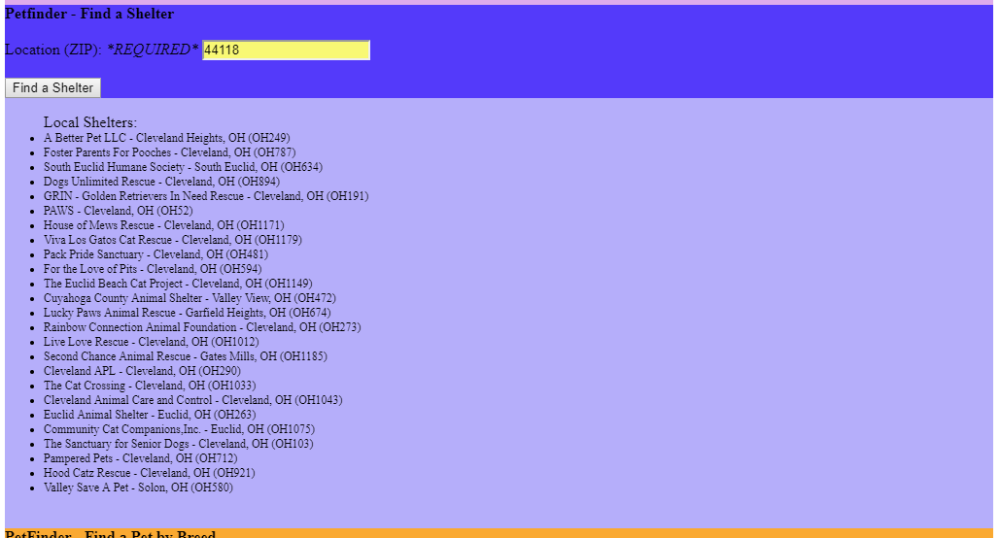 Petfinder - Find a Shelter
Location (ZIP): *REQUIRED* 44118
Find a Shelter
Local Shelters:
A Better Pet LLC - Cleveland Heights, OH (OH249)
Foster Parents For Pooches - Cleveland, OH (OH787)
South Euclid Humane Society - South Euclid, OH (OH634)
Dogs Unlimited Rescue - Cleveland, OH (OH894)
GRIN - Golden Retrievers In Need Rescue - Cleveland, OH (OH191)
PAWS - Cleveland, OH (OH52)
House of Mews Rescue - Cleveland, OH (OH1171)
Viva Los Gatos Cat Rescue - Cleveland, OH (OH1179)
Pack Pride Sanctuary - Cleveland, OH (OH481)
For the Love of Pits - Cleveland, OH (OH594)
The Euclid Beach Cat Project - Cleveland, OH (OH1149)
Cuyahoga County Animal Shelter - Valley View, OH (OH472)
Lucky Paws Animal Rescue - Garfield Heights, OH (OH674)
Rainbow Connection Animal Foundation - Cleveland, OH (OH273)
Live Love Rescue - Cleveland, OH (OH1012)
Second Chance Animal Rescue - Gates Mills, OH (OH1185)
Cleveland APL - Cleveland, OH (OH290)
The Cat Crossing - Cleveland, OH (OH1033)
Cleveland Animal Care and Control - Cleveland, OH (OH1043)
Euclid Animal Shelter - Euclid, OH (OH263)
Community Cat Companions,Inc. - Euclid, OH (OH1075)
The Sanctuary for Senior Dogs - Cleveland, OH (OH103)
Pampered Pets - Cleveland, OH (OH712)
Hood Catz Rescue - Cleveland, OH (OH921)
Valley Save A Pet - Solon, OH (OH580)
PetFinder - Find a Pet by Breed